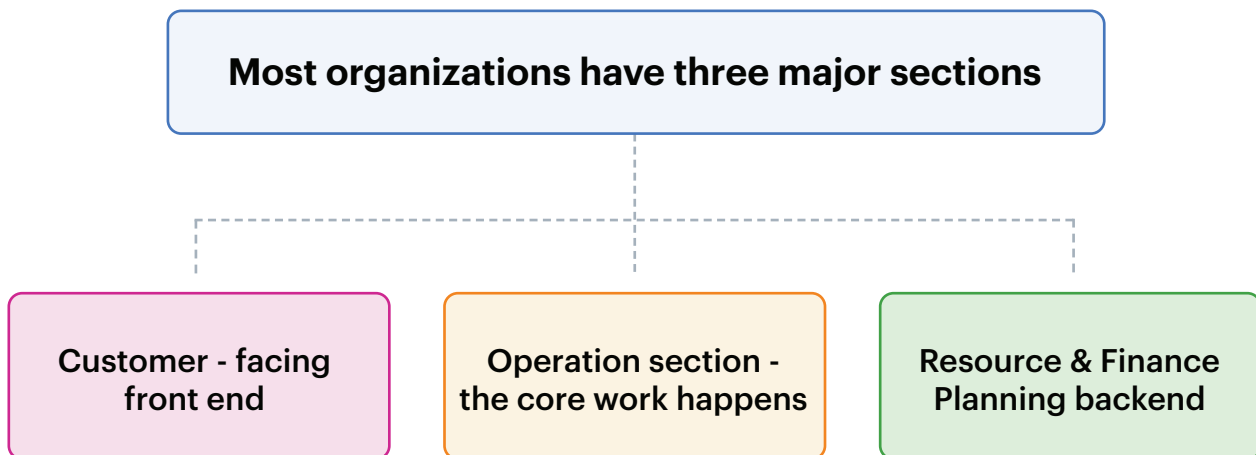 Most organizations have three major sections
Customer - facing
front end
Operation section -
the core work happens
Resource & Finance
Planning backend